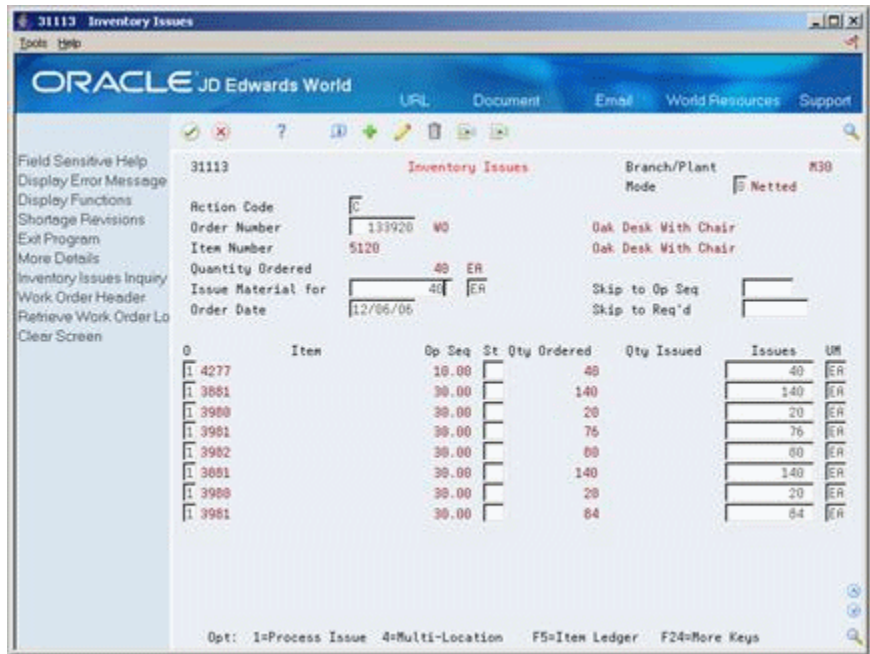 31113 Inventory Issues
Tools Help
ORACLE JD Edwards World
URL Document Email World Resources Support
Field Sensitive Help
Display Error Message
Display Functions
Shortage Revisions
Exit Program
More Details
Inventory Issues Inquiry
Work Order Header
Retrieve Work Order Lo
Clear Screen
31113 Inventory Issues Branch/Plant M30
Mode G Netted
Action Code C
Order Number 133920 WO Oak Desk With Chair
Item Number 5120 Oak Desk With Chair
Quantity Ordered 40 EA
Issue Material for 40 EA Skip to Op Seq
Order Date 12/06/06 Skip to Req'd
O Item Op Seq St Qty Ordered Qty Issued Issues UM
1 4277 10.00 40 40 EA
1 3881 30.00 140 140 EA
1 3980 30.00 20 20 EA
1 3981 30.00 76 76 EA
1 3982 30.00 80 80 EA
1 3881 30.00 140 140 EA
1 3980 30.00 20 20 EA
1 3981 30.00 84 84 EA
Opt: 1=Process Issue 4=Multi-Location F5=Item Ledger F24=More Keys